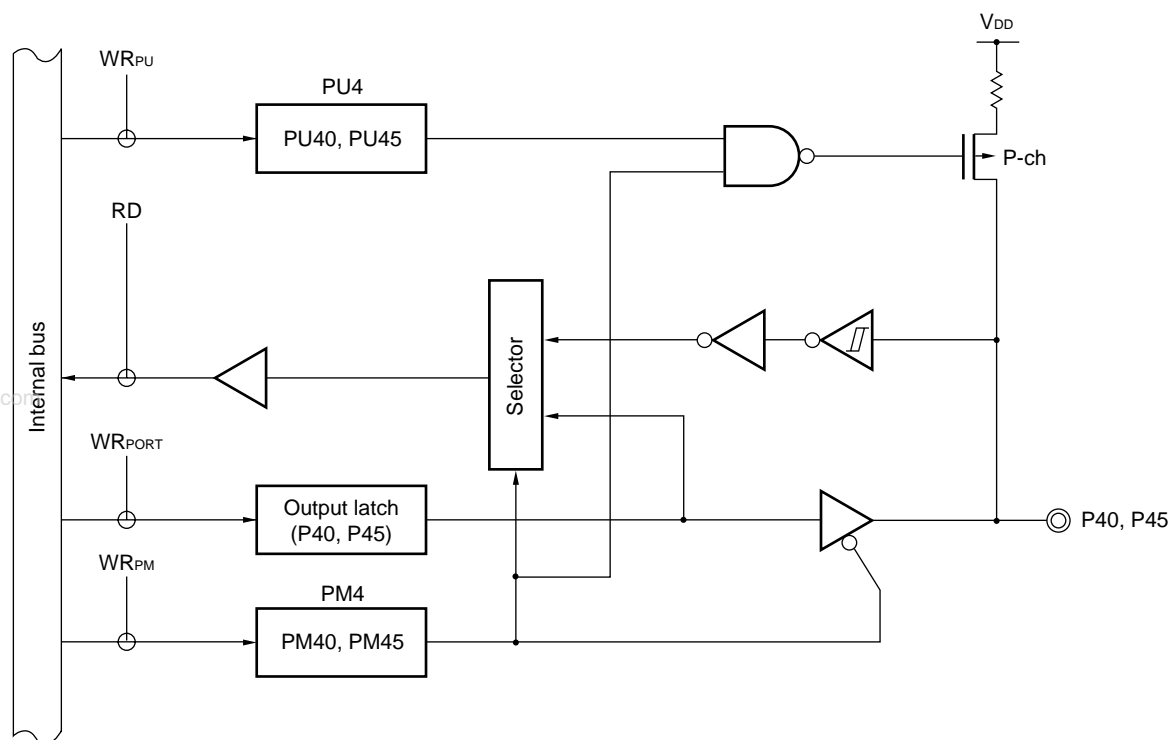 VDD
WRPU
PU4
PU40, PU45
P-ch
RD
Internal bus
Selector
com
WRPORT
Output latch
(P40, P45)
P40, P45
WRPM
PM4
PM40, PM45